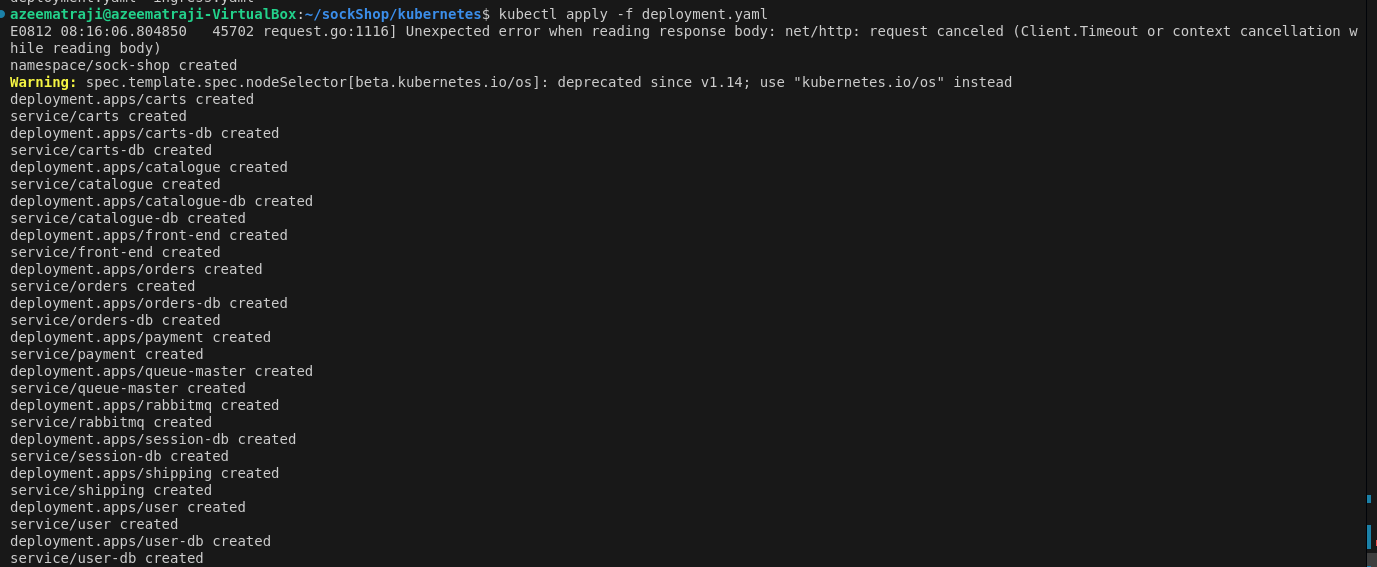 azeematraji@azeematraji-VirtualBox:~/sockShop/kubernetes$ kubectl apply -f deployment.yaml
E0812 08:16:06.804850   45702 request.go:1116] Unexpected error when reading response body: net/http: request canceled (Client.Timeout or context cancellation w
hile reading body)
namespace/sock-shop created
Warning: spec.template.spec.nodeSelector[beta.kubernetes.io/os]: deprecated since v1.14; use "kubernetes.io/os" instead
deployment.apps/carts created
service/carts created
deployment.apps/carts-db created
service/carts-db created
deployment.apps/catalogue created
service/catalogue created
deployment.apps/catalogue-db created
service/catalogue-db created
deployment.apps/front-end created
service/front-end created
deployment.apps/orders created
service/orders created
deployment.apps/orders-db created
service/orders-db created
deployment.apps/payment created
service/payment created
deployment.apps/queue-master created
service/queue-master created
deployment.apps/rabbitmq created
service/rabbitmq created
deployment.apps/session-db created
service/session-db created
deployment.apps/shipping created
service/shipping created
deployment.apps/user created
service/user created
deployment.apps/user-db created
service/user-db created